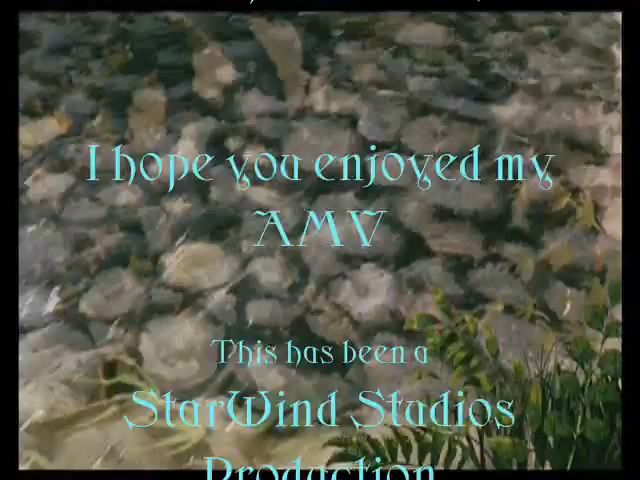 I hope you enjoyed my
AMV
This has been a
StarWind Studios
Production